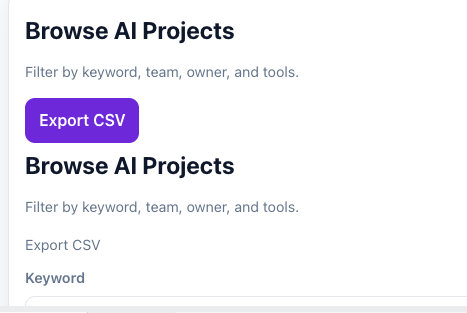 Browse AI Projects
Filter by keyword, team, owner, and tools.
Export CSV
Browse AI Projects
Filter by keyword, team, owner, and tools.
Export CSV
Keyword